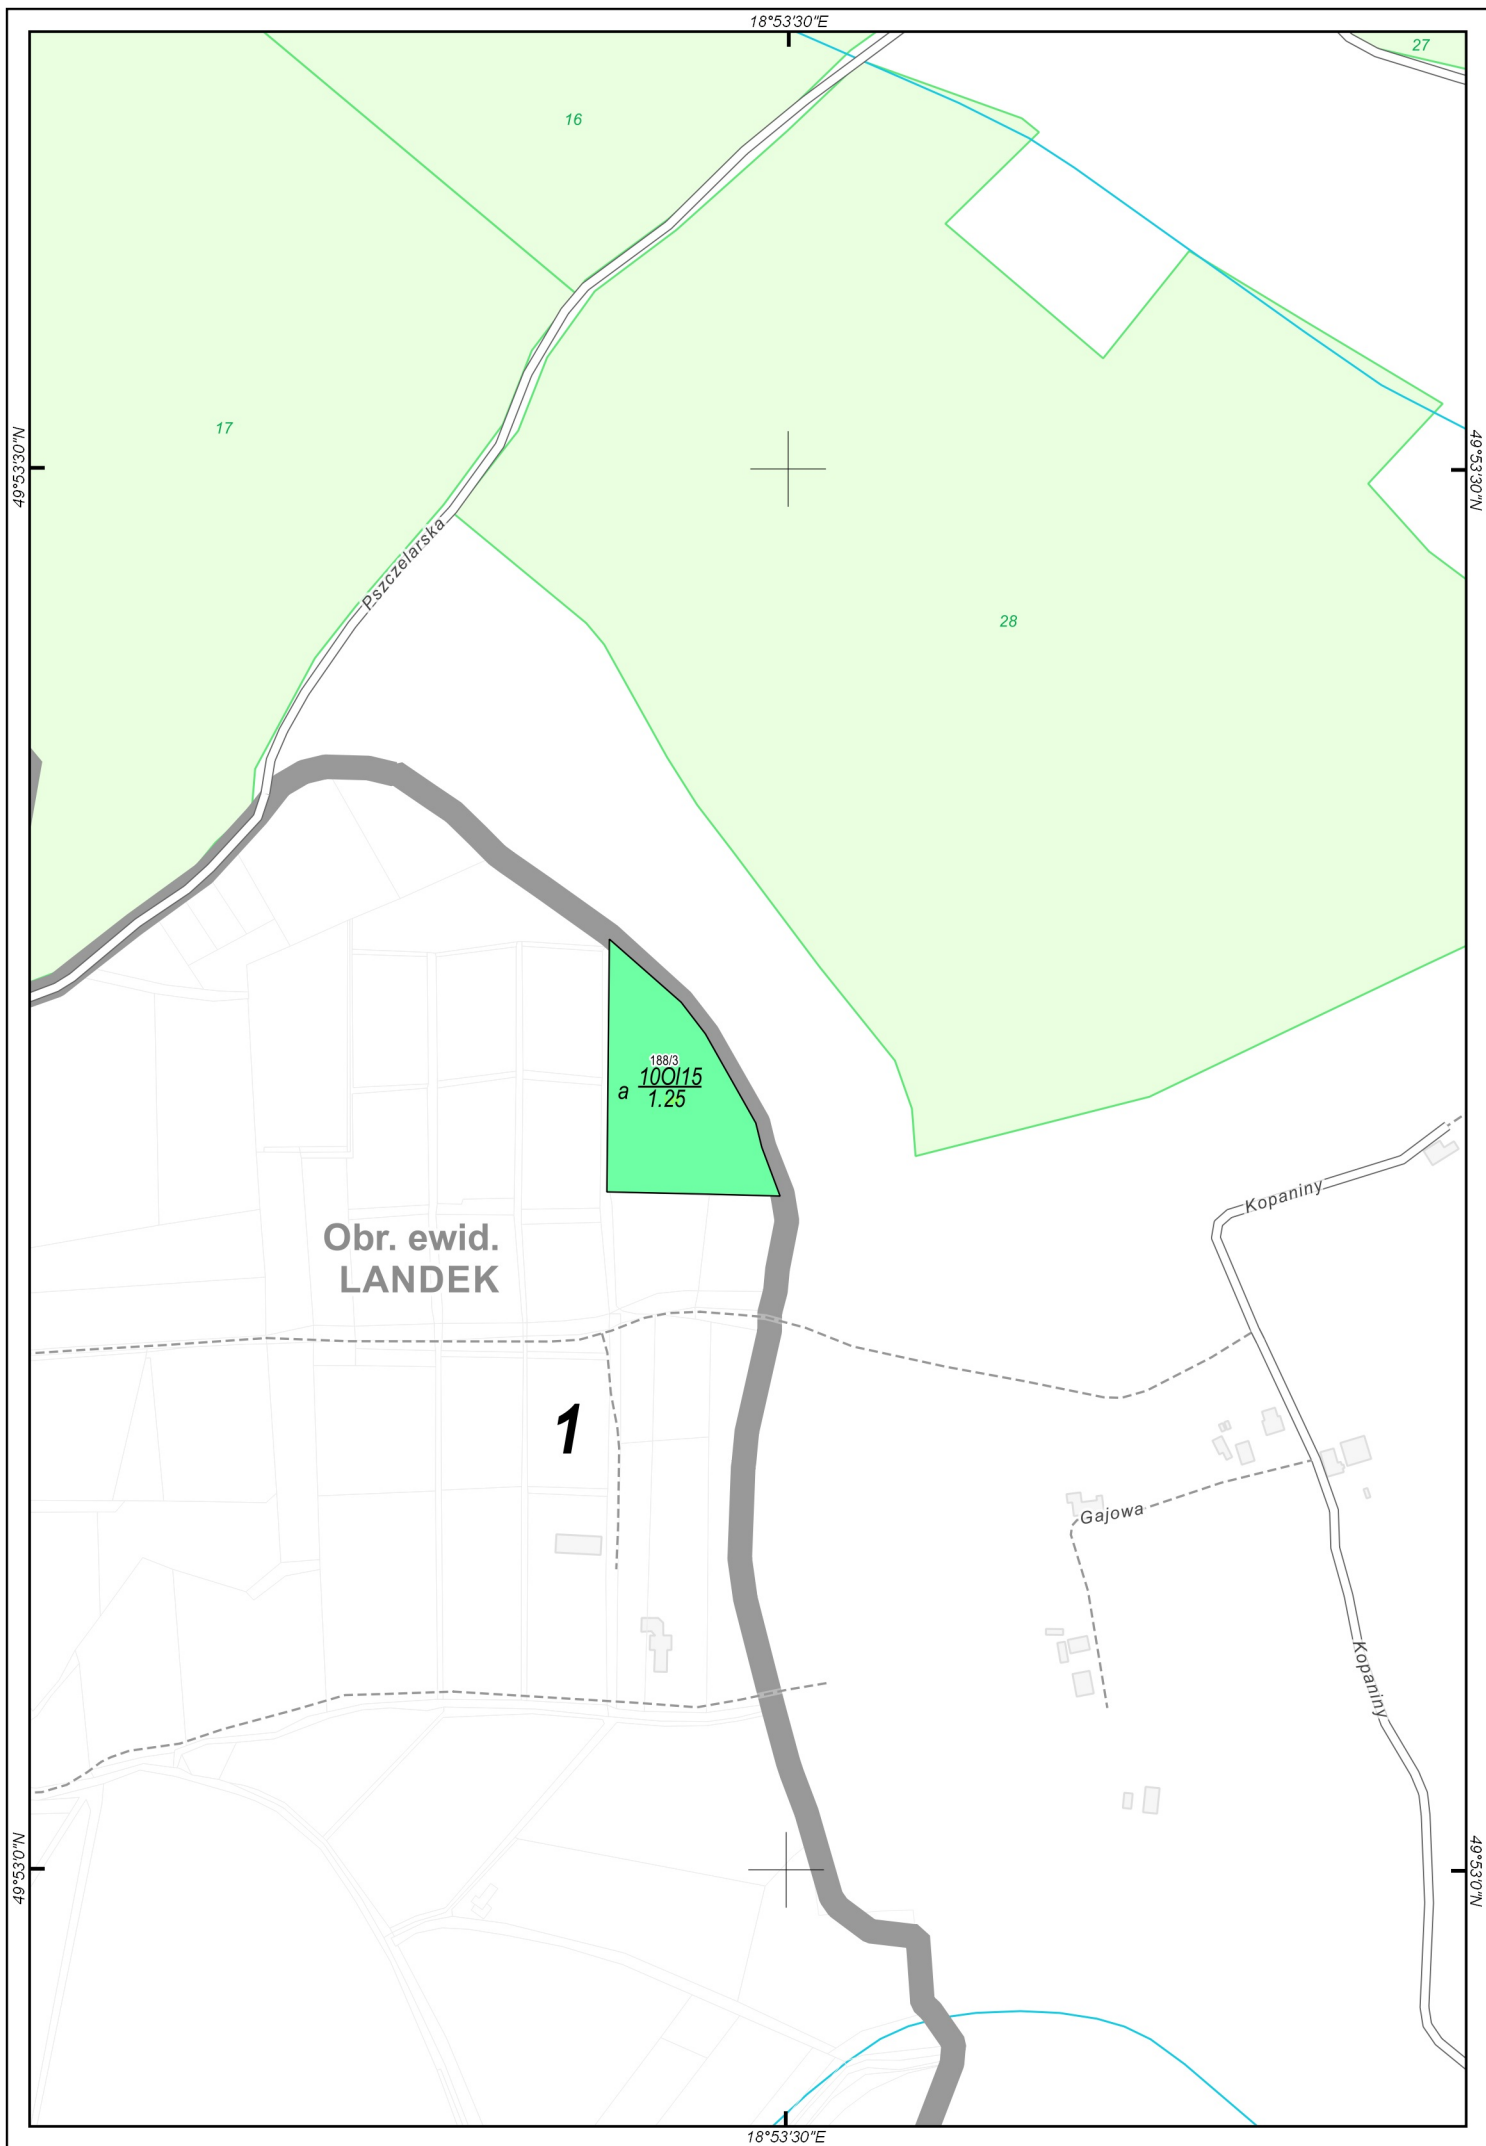 18°53'30"E
27
16
17
49°53'30"N
49°53'30"N
Pszczelarska
28
188/3
a 10Ol15
1.25
Kopaniny
Obr. ewid.
LANDEK
1
Gajowa
Kopaniny
49°53'0"N
49°53'0"N
18°53'30"E